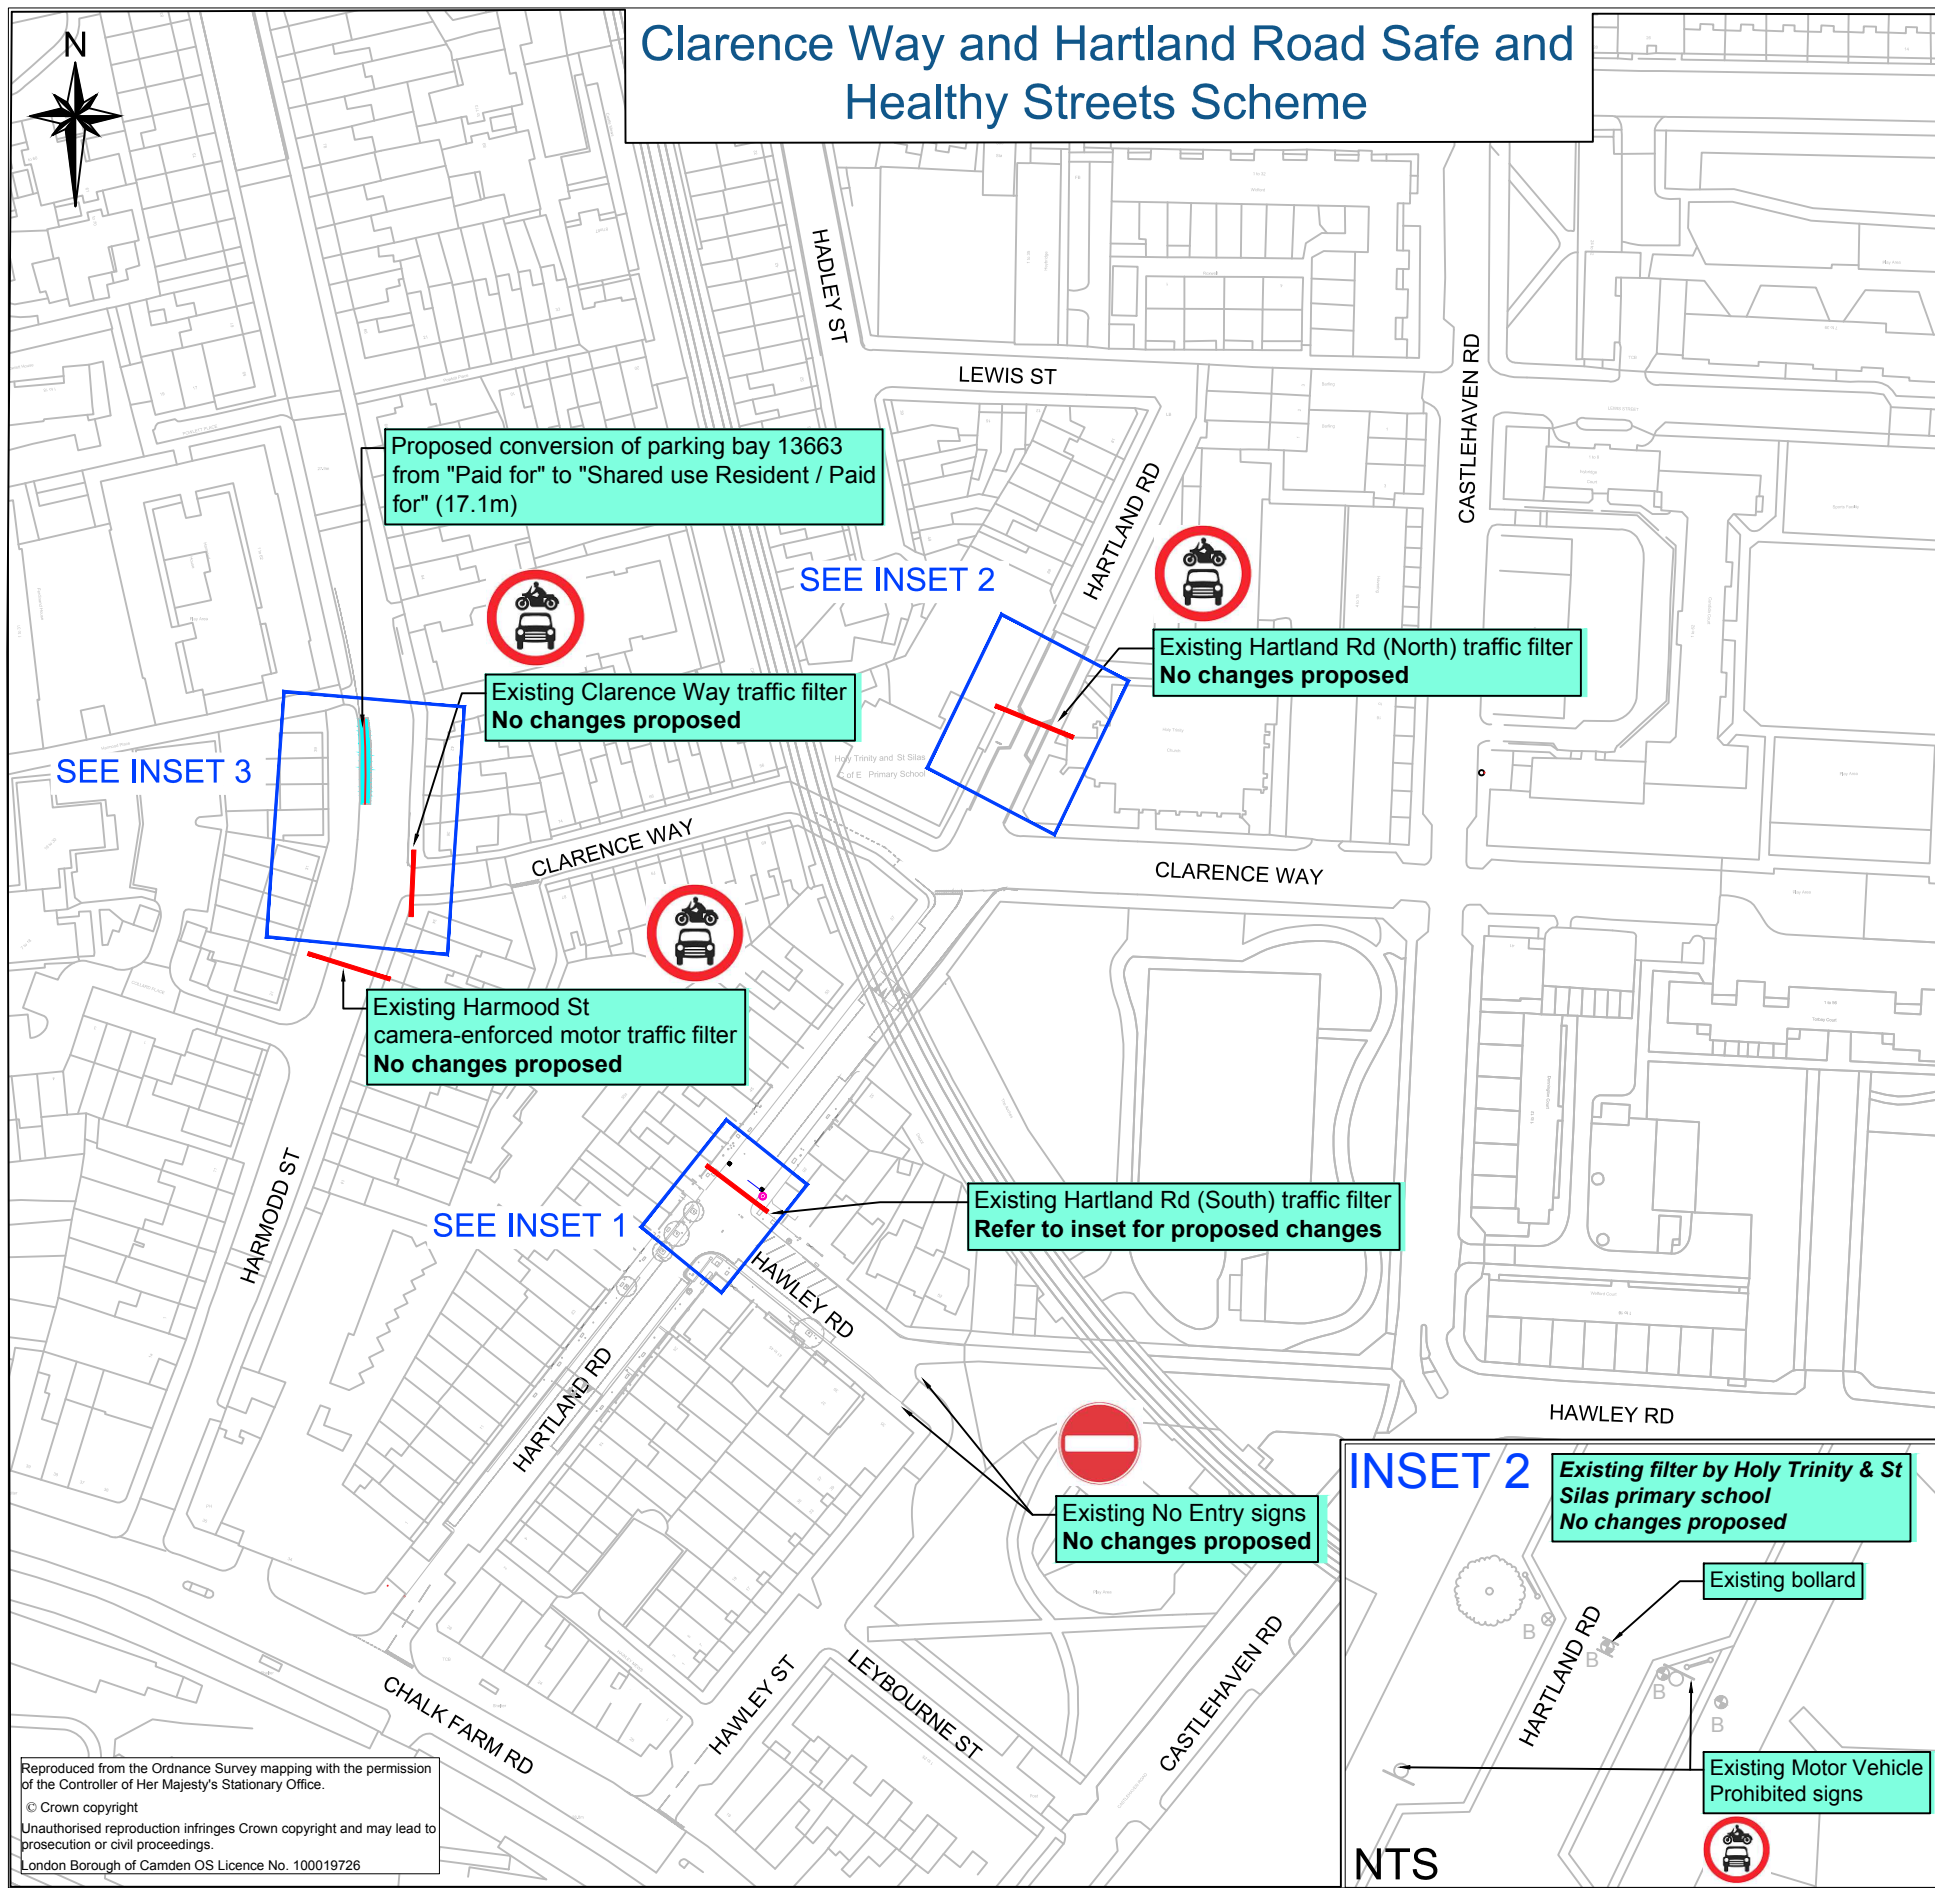 Clarence Way and Hartland Road Safe and
Healthy Streets Scheme
N
HADLEY ST
LEWIS ST
CASTLEHAVEN RD
Proposed conversion of parking bay 13663
from "Paid for" to "Shared use Resident / Paid
for" (17.1m)
HARTLAND RD
SEE INSET 2
Existing Hartland Rd (North) traffic filter
No changes proposed
Existing Clarence Way traffic filter
No changes proposed
SEE INSET 3
Holy Trinity and St Silas
C of E Primary School
CLARENCE WAY
CLARENCE WAY
Existing Harmood St
camera-enforced motor traffic filter
No changes proposed
HARMODD ST
SEE INSET 1
Existing Hartland Rd (South) traffic filter
Refer to inset for proposed changes
HAWLEY RD
HARTLAND RD
HAWLEY RD
Existing No Entry signs
No changes proposed
INSET 2
Existing filter by Holy Trinity & St
Silas primary school
No changes proposed
Existing bollard
B
B
B
B
HARTLAND RD
Existing Motor Vehicle
Prohibited signs
NTS
CHALK FARM RD
HAWLEY ST
LEYBOURNE ST
CASTLEHAVEN RD
Reproduced from the Ordnance Survey mapping with the permission
of the Controller of Her Majesty's Stationary Office.
© Crown copyright
Unauthorised reproduction infringes Crown copyright and may lead to
prosecution or civil proceedings.
London Borough of Camden OS Licence No. 100019726